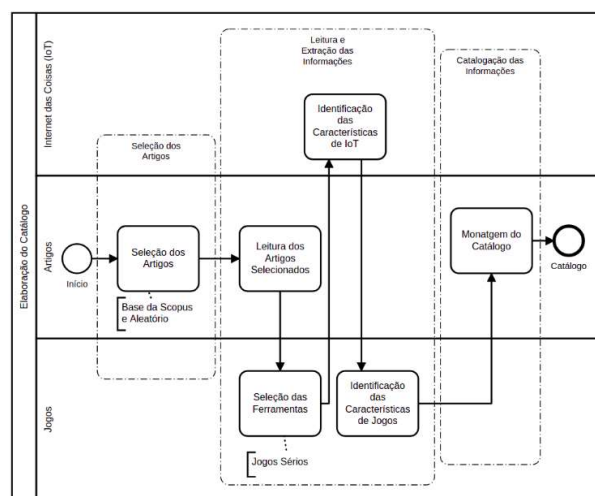 Elaboração do Catálogo
Internet das Coisas (IoT)
Leitura e
Extração das
Informações
Catalogação das
Informações
Identificação
das
Características
de IoT
Seleção dos
Artigos
Artigos
Início
Seleção dos
Artigos
Base da Scopus
e Aleatório
Leitura dos
Artigos
Selecionados
Monatgem do
Catálogo
Catálogo
Jogos
Seleção das
Ferramentas
Jogos Sérios
Identificação
das
Características
de Jogos